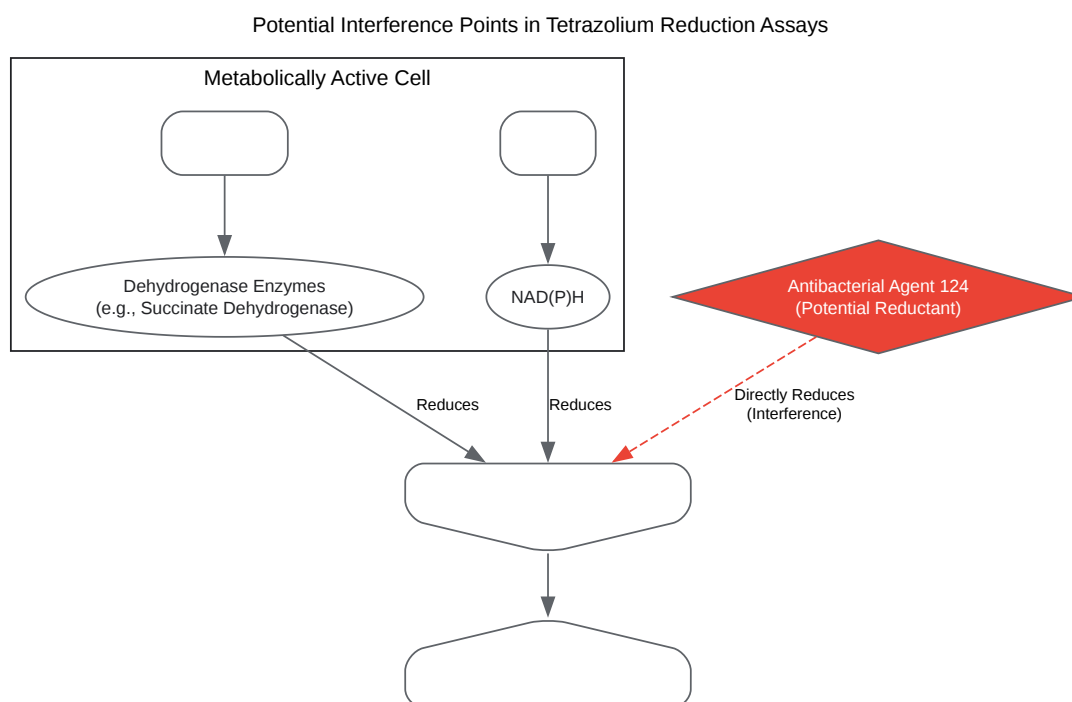 Potential Interference Points in Tetrazolium Reduction Assays
Metabolically Active Cell
Dehydrogenase Enzymes
(e.g., Succinate Dehydrogenase)
NAD(P)H
Antibacterial Agent 124
(Potential Reductant)
Reduces
Reduces
Directly Reduces
(Interference)